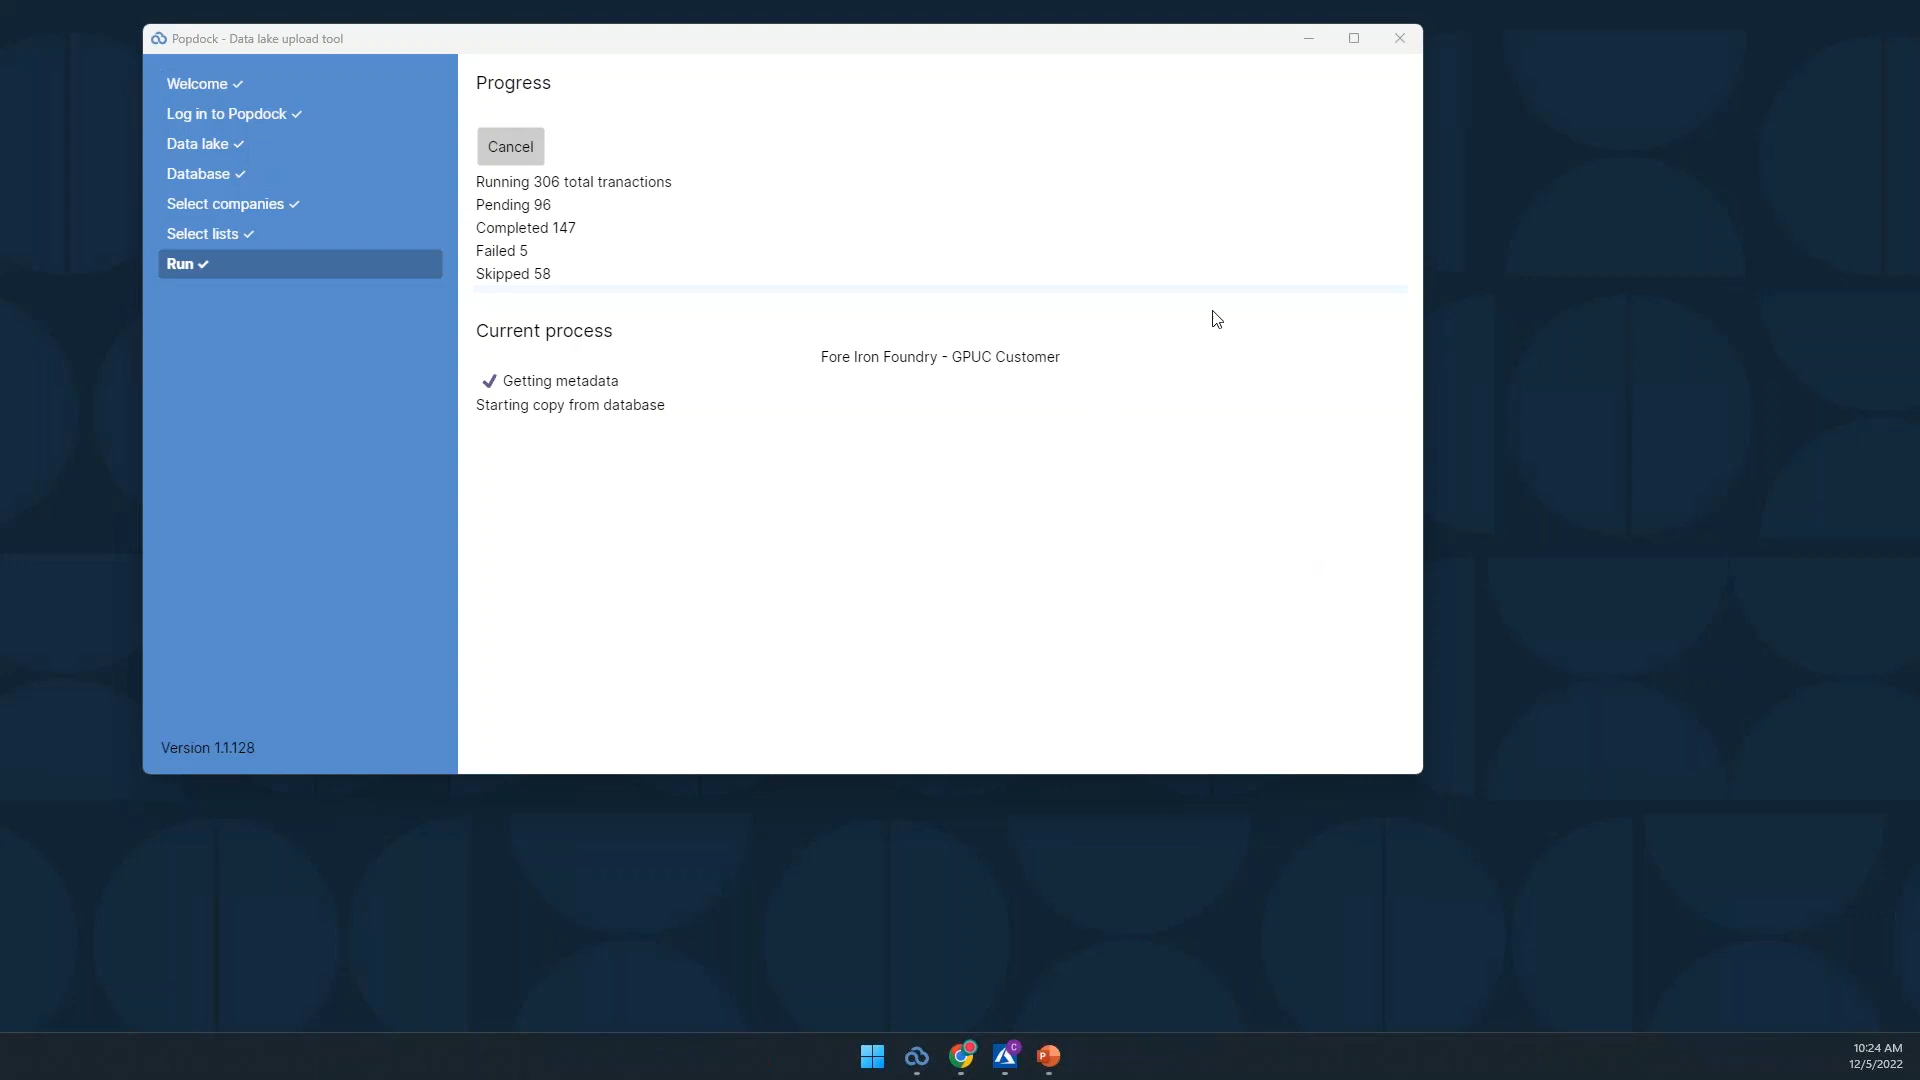 Popdock - Data lake upload tool
Welcome ✓
Log in to Popdock ✓
Data lake ✓
Database ✓
Select companies ✓
Select lists ✓
Run ✓
Version 1.1.128
Progress
Cancel
Running 306 total tranactions
Pending 96
Completed 147
Failed 5
Skipped 58
Current process
Fore Iron Foundry - GPUC Customer
✔ Getting metadata
Starting copy from database
C
P
10:24 AM
12/5/2022